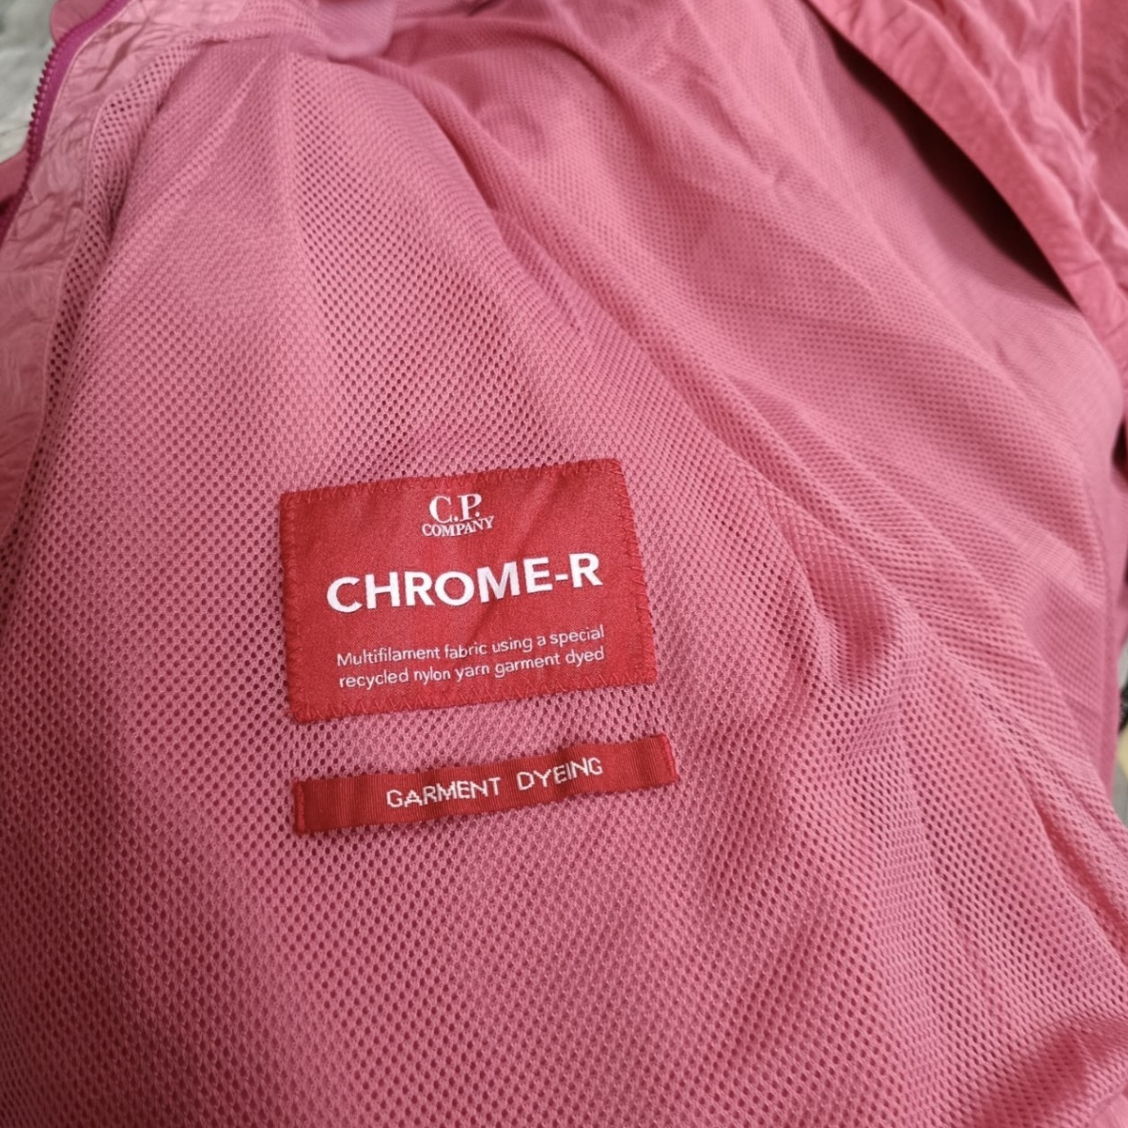 C.P.
COMPANY
CHROME-R
Multifilament fabric using a special
recycled nylon yarn garment dyed
GARMENT DYEING